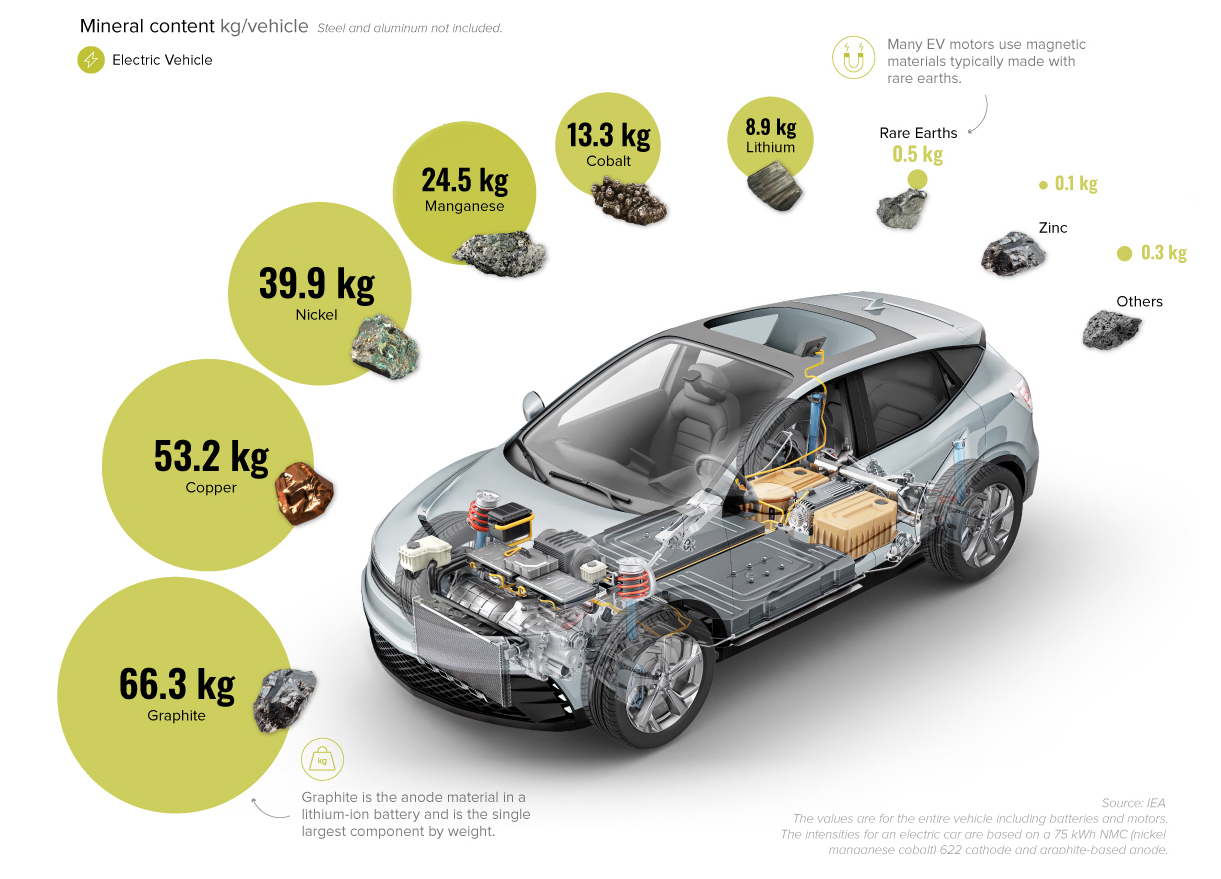 Mineral content kg/vehicle Steel and aluminum not included.
Electric Vehicle
Many EV motors use magnetic
materials typically made with
rare earths.
13.3 kg
Cobalt
8.9 kg
Lithium
Rare Earths
0.5 kg
24.5 kg
Manganese
0.1 kg
Zinc
0.3 kg
Others
39.9 kg
Nickel
53.2 kg
Copper
66.3 kg
Graphite
kg
Graphite is the anode material in a
lithium-ion battery and is the single
largest component by weight.
Source: IEA
The values are for the entire vehicle including batteries and motors.
The intensities for an electric car are based on a 75 kWh NMC (nickel
manganese cobalt) 622 cathode and graphite-based anode.